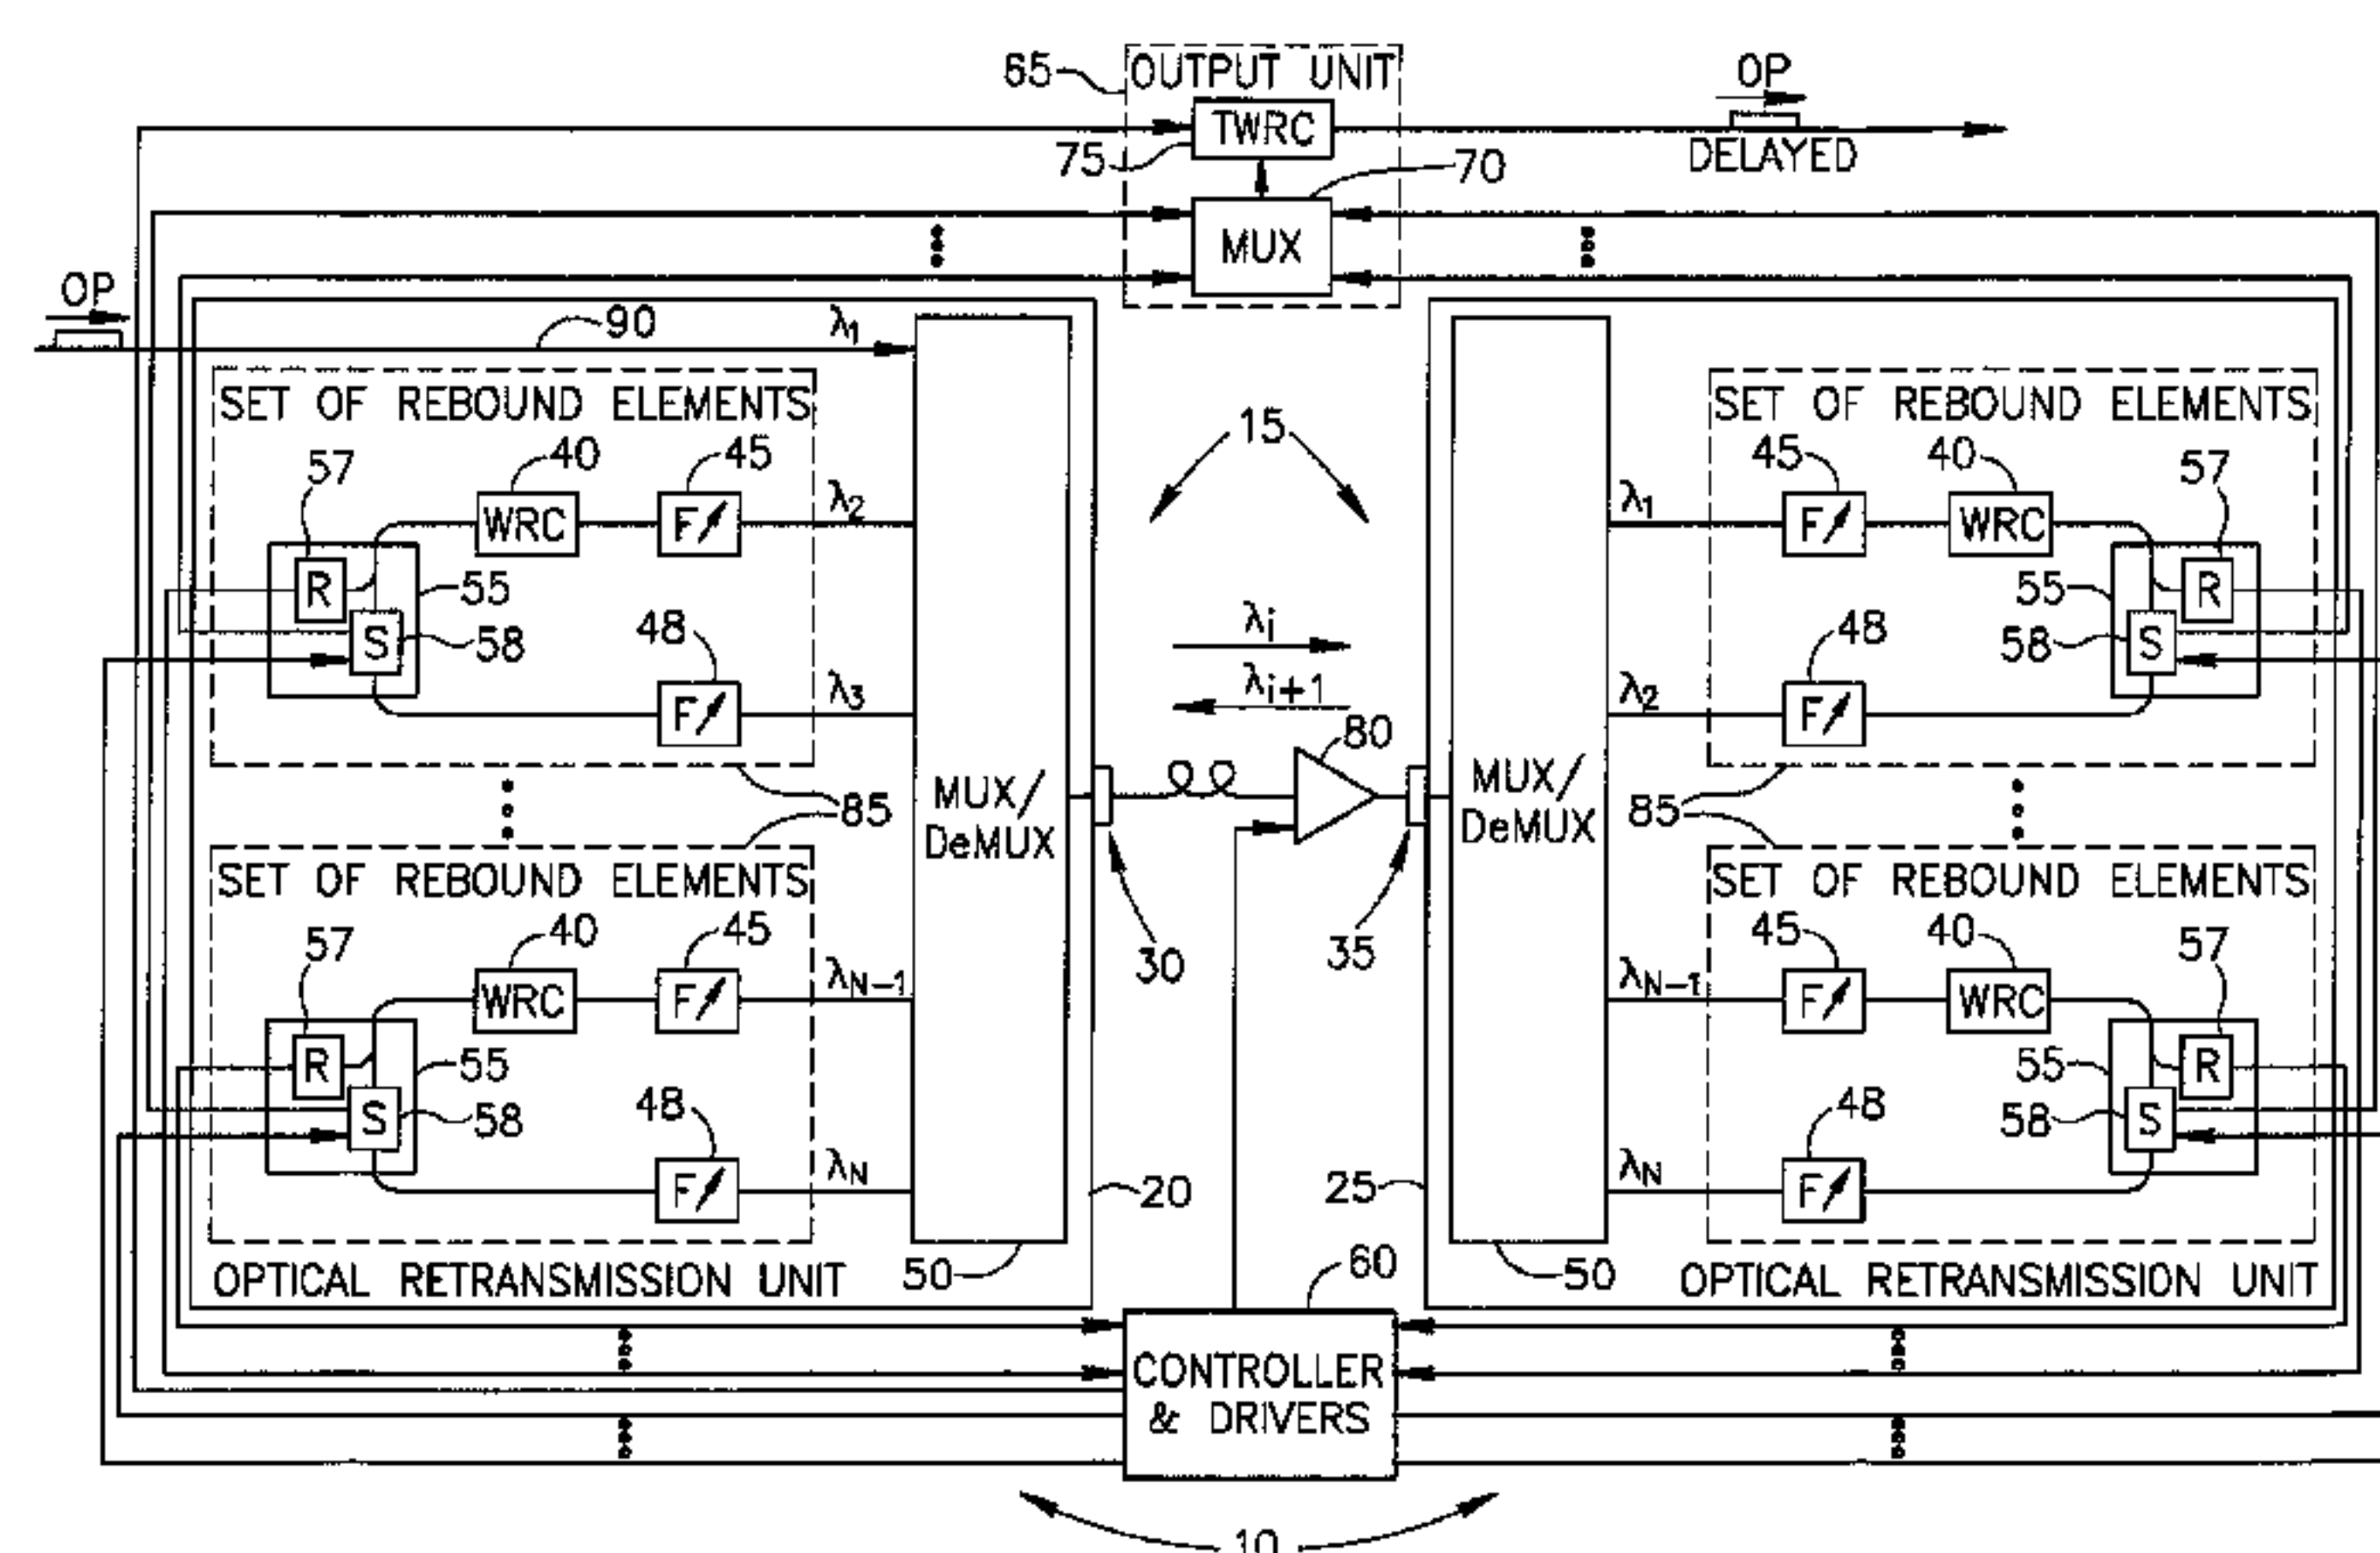 65
OUTPUT UNIT
OP
TWRC
75
DELAYED
70
MUX
OP
90
λ1
SET OF REBOUND ELEMENTS
57
40
45
WRC
F
λ2
R
55
S
58
48
F
λ3
85
SET OF REBOUND ELEMENTS
57
40
45
WRC
F
λN-1
R
55
S
58
48
F
λN
OPTICAL RETRANSMISSION UNIT
MUX/
DeMUX
50
20
15
λi
λi+1
80
30
35
25
MUX/
DeMUX
50
SET OF REBOUND ELEMENTS
λ1
45
40
57
F
WRC
R
55
58
S
λ2
48
F
85
SET OF REBOUND ELEMENTS
λN-1
45
40
57
F
WRC
R
55
58
S
λN
48
F
OPTICAL RETRANSMISSION UNIT
60
CONTROLLER
& DRIVERS
10